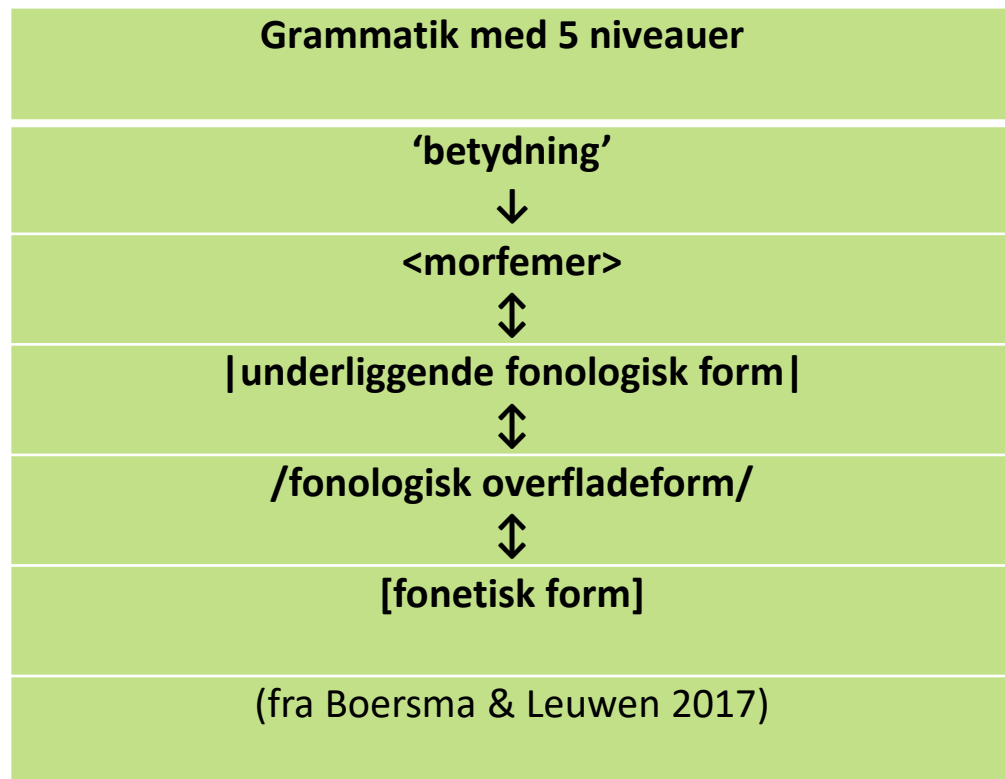 Grammatik med 5 niveauer
‘betydning’
↓
<morfemer>
↕
|underliggende fonologisk form|
↕
/fonologisk overfladeform/
↕
[fonetisk form]
(fra Boersma & Leuwen 2017)